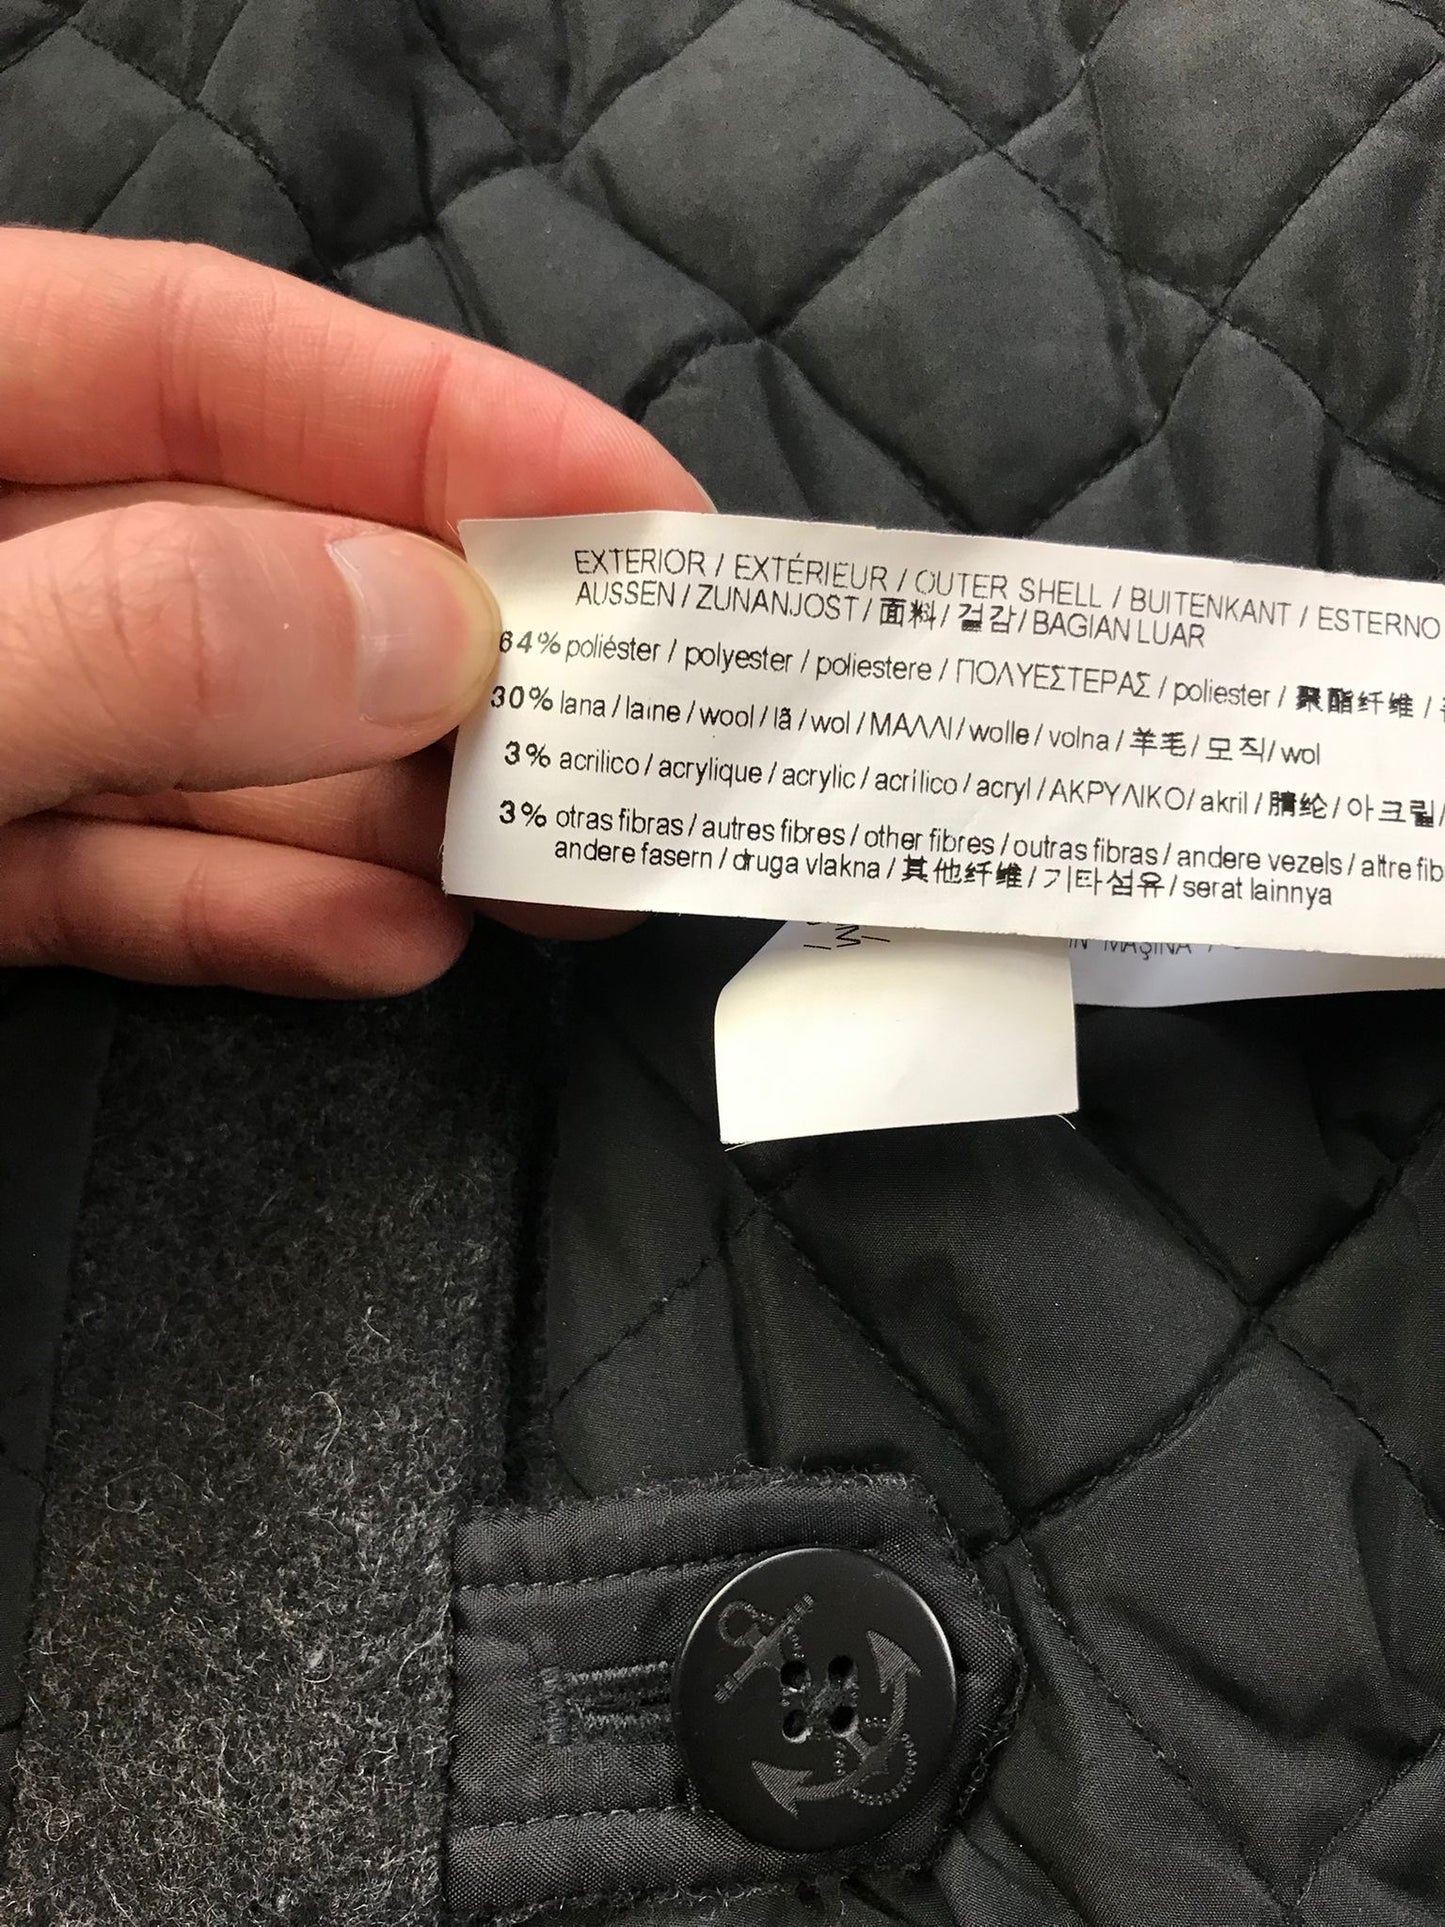 EXTERIOR / EXTÉRIEUR / OUTER SHELL / BUITENKANT / ESTERNO
AUSSEN / ZUNANJOST / 面料 / 겉감 / BAGIAN LUAR
64% poliéster / polyester / poliestere / ΠΟΛΥΕΣΤΕΡΑΣ / poliester / 聚酯纤维 /
30% lana / laine / wool / lã / wol / ΜΑΛΛΙ / wolle / volna / 羊毛 / 모직 / wol
3% acrilico / acrylique / acrylic / acrílico / acryl / ΑΚΡΥΛΙΚΟ / akril / 腈纶 / 아크릴 /
3% otras fibras / autres fibres / other fibres / outras fibras / andere vezels / altre fib
andere fasern / druga vlakna / 其他纤维 / 기타섬유 / serat lainnya
IN MAŞINA